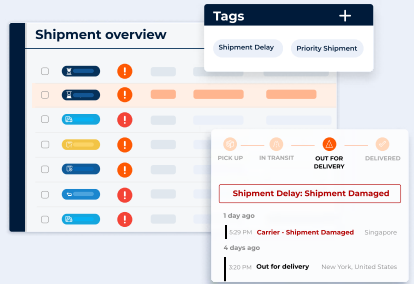 Tags +
Shipment overview
Shipment Delay
Priority Shipment
PICK UP
IN TRANSIT
OUT FOR
DELIVERY
DELIVERED
Shipment Delay: Shipment Damaged
1 day ago
5:29 PM Carrier - Shipment Damaged Singapore
4 days ago
3:20 PM Out for delivery New York, United States